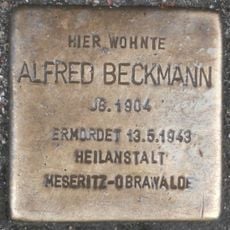 HIER WOHNTE
ALFRED BECKMANN
JG. 1904
ERMORDET 13.5.1943
HEILANSTALT
MESERITZ-OBRAWALDE